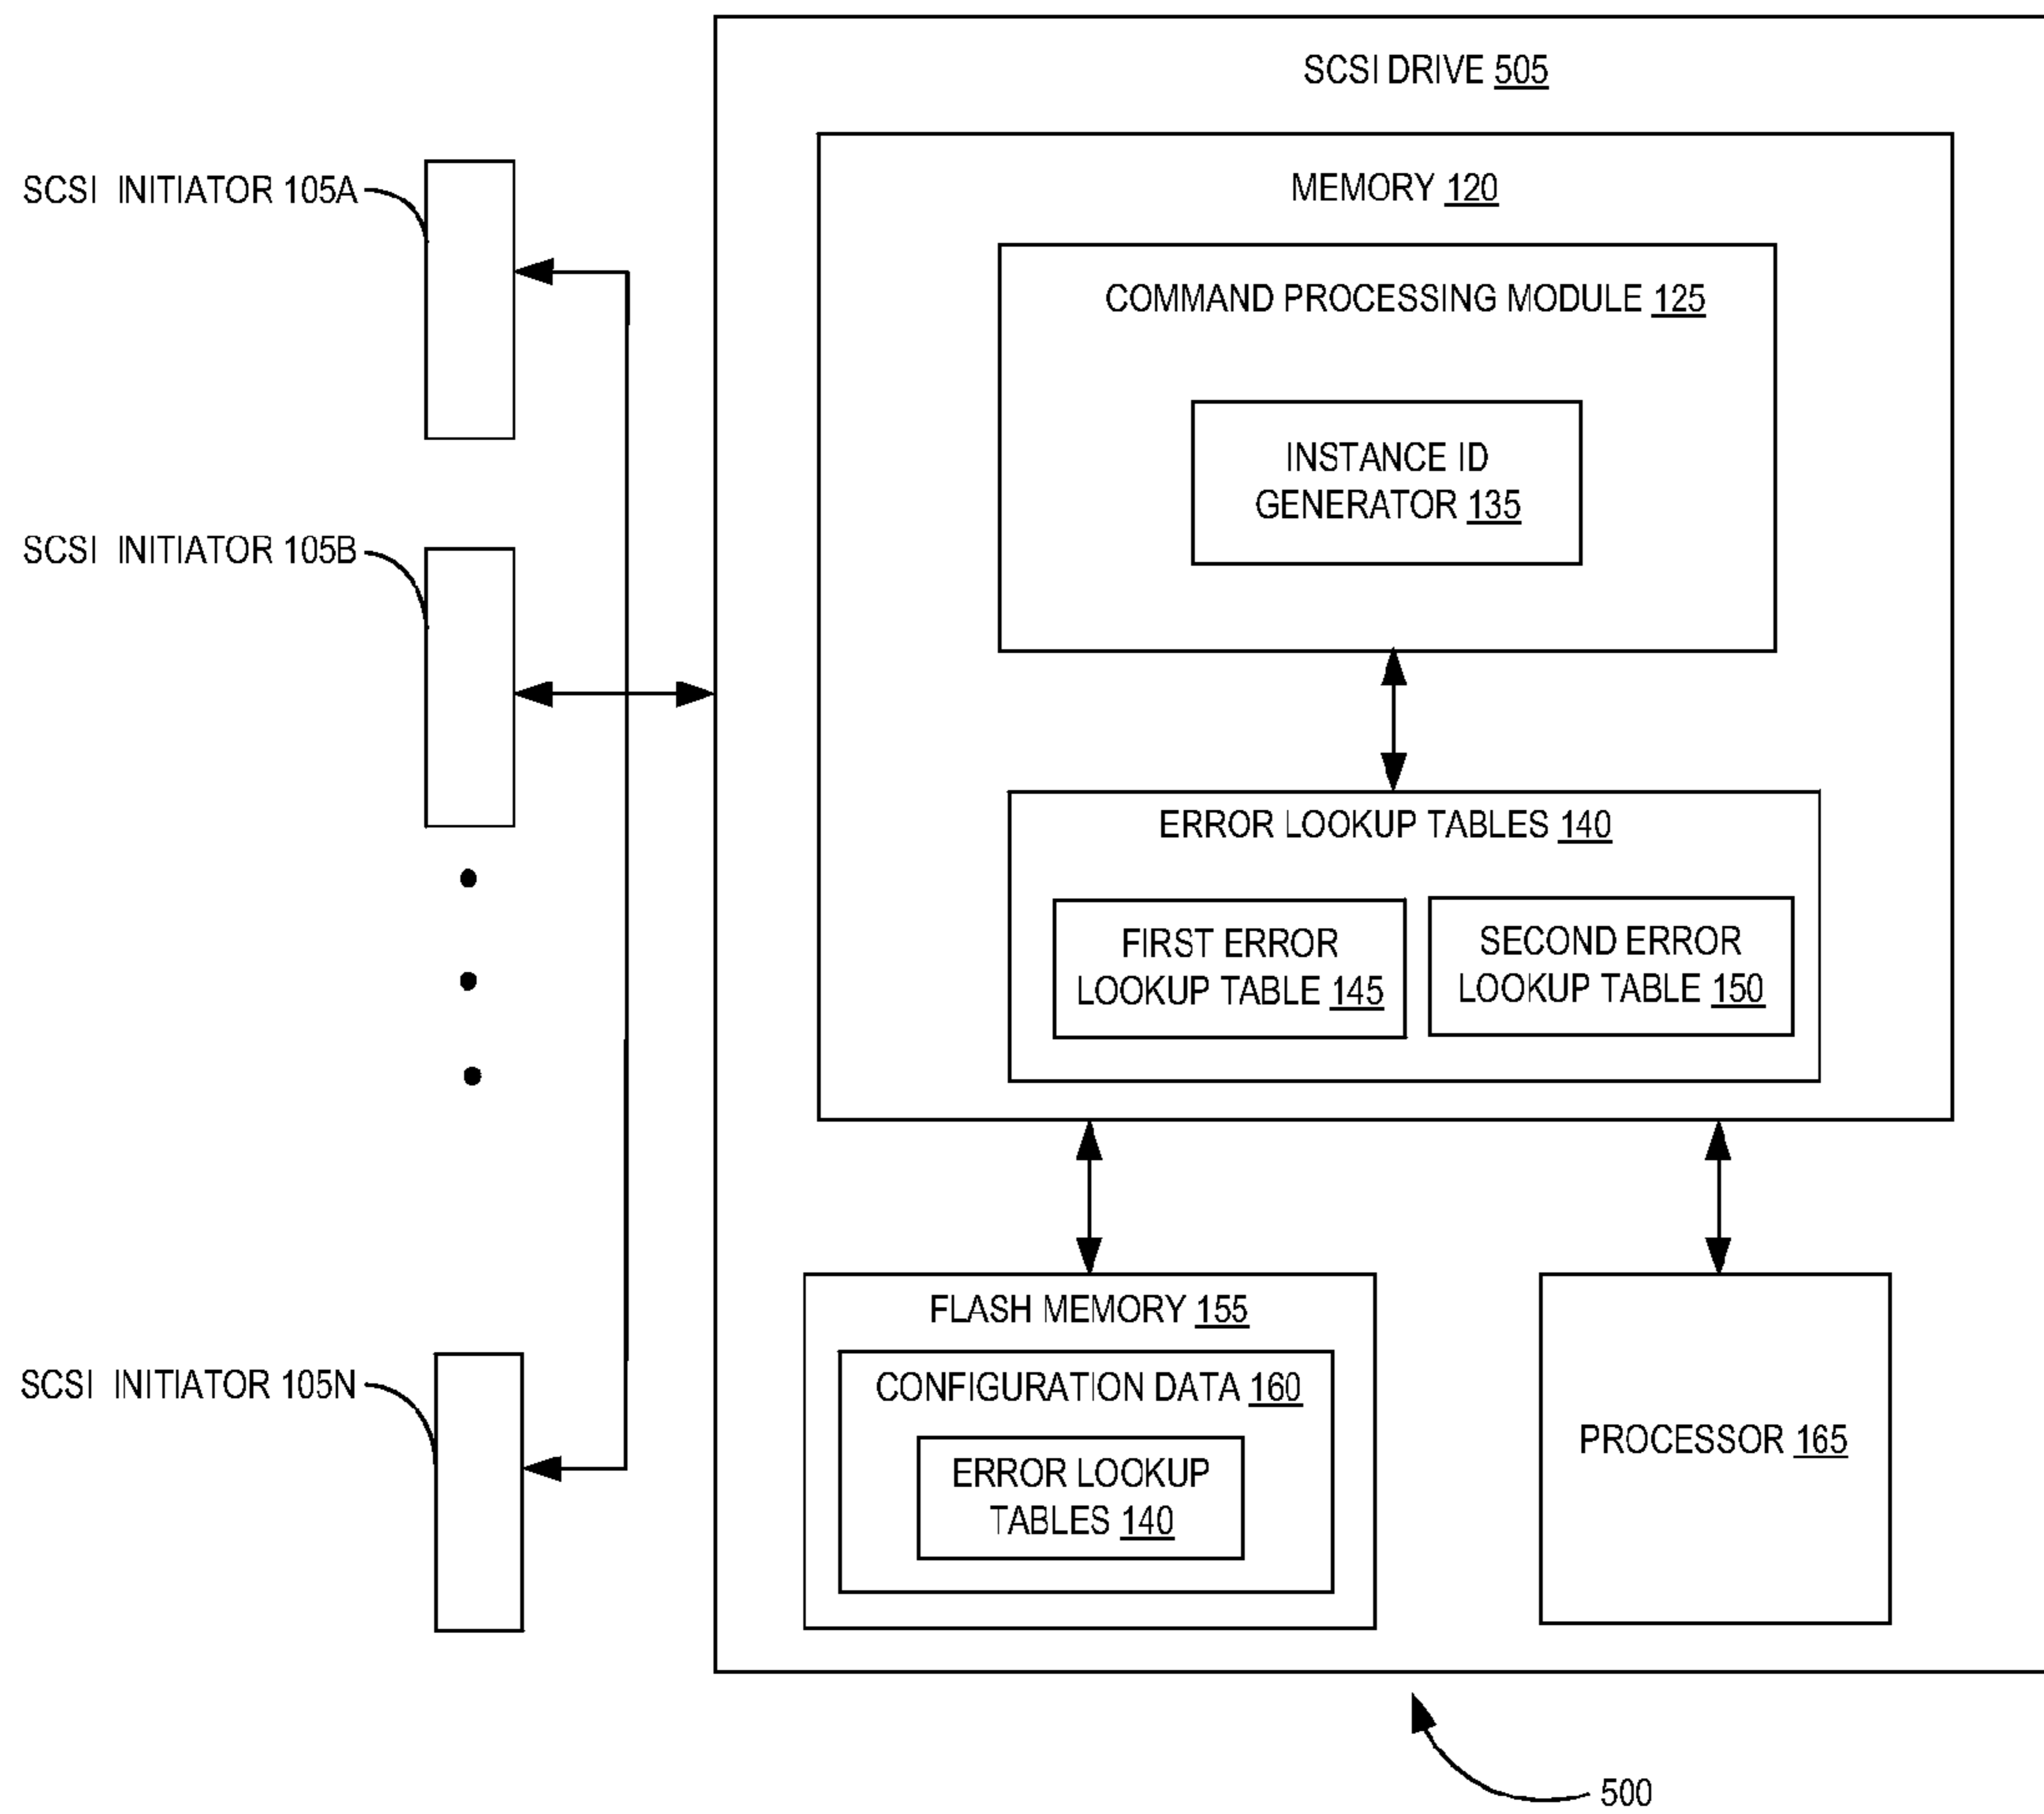 SCSI DRIVE 505
MEMORY 120
SCSI INITIATOR 105A
COMMAND PROCESSING MODULE 125
INSTANCE ID
GENERATOR 135
SCSI INITIATOR 105B
ERROR LOOKUP TABLES 140
FIRST ERROR
LOOKUP TABLE 145
SECOND ERROR
LOOKUP TABLE 150
FLASH MEMORY 155
SCSI INITIATOR 105N
CONFIGURATION DATA 160
ERROR LOOKUP
TABLES 140
PROCESSOR 165
500